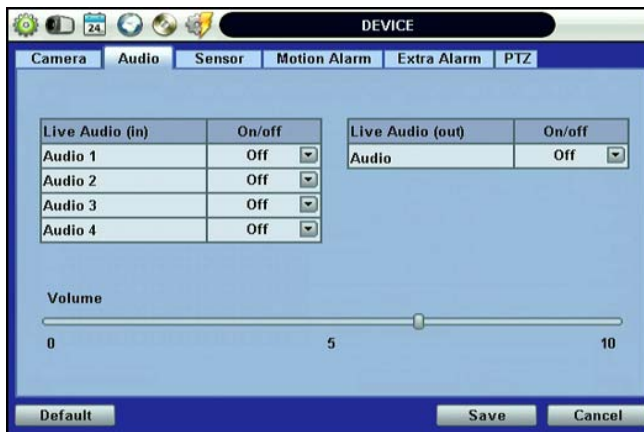 24 DEVICE
Camera Audio Sensor Motion Alarm Extra Alarm PTZ
Live Audio (in) On/off Live Audio (out) On/off
Audio 1 Off Audio Off
Audio 2 Off
Audio 3 Off
Audio 4 Off
Volume
0 5 10
Default Save Cancel